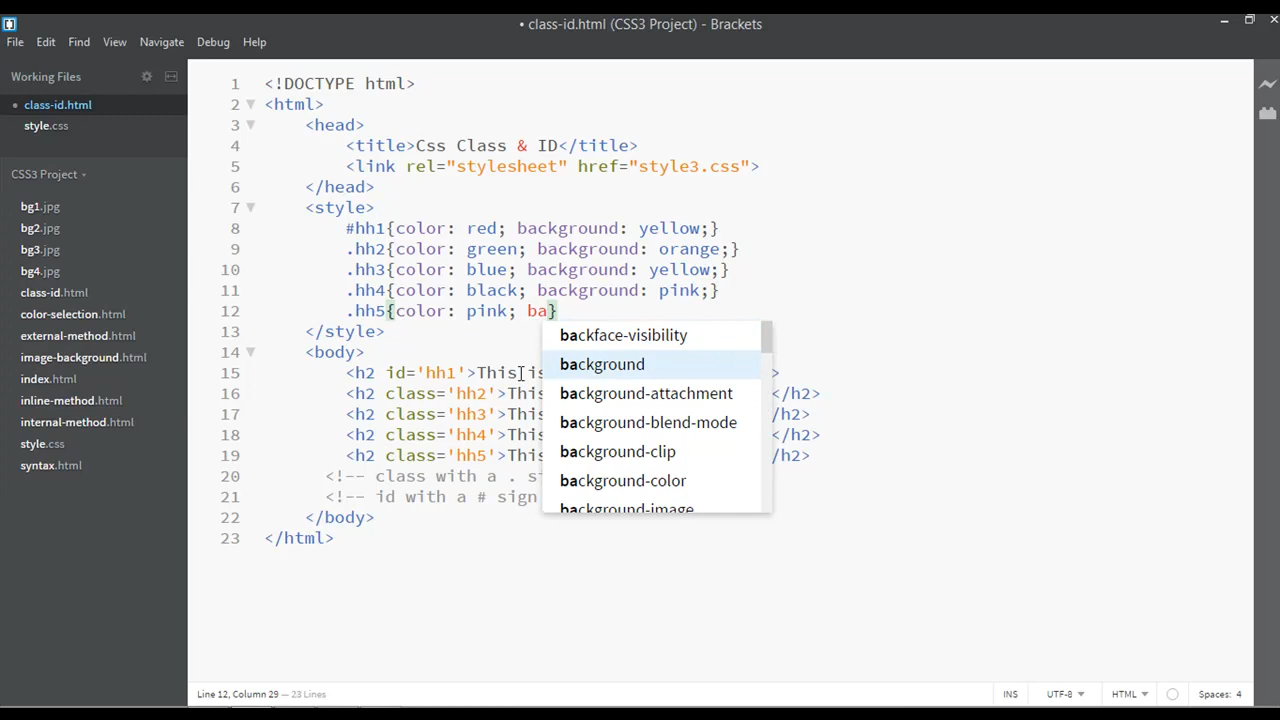 • class-id.html (CSS3 Project) - Brackets
File Edit Find View Navigate Debug Help
Working Files
• class-id.html
style.css
CSS3 Project
bg1.jpg
bg2.jpg
bg3.jpg
bg4.jpg
class-id.html
color-selection.html
external-method.html
image-background.html
index.html
inline-method.html
internal-method.html
style.css
syntax.html
1 <!DOCTYPE html>
2 <html>
3 <head>
4 <title>Css Class & ID</title>
5 <link rel="stylesheet" href="style3.css">
6 </head>
7 <style>
8 #hh1{color: red; background: yellow;}
9 .hh2{color: green; background: orange;}
10 .hh3{color: blue; background: yellow;}
11 .hh4{color: black; background: pink;}
12 .hh5{color: pink; ba}
13 </style>
14 <body>
15 <h2 id='hh1'>This is >
16 <h2 class='hh2'>This </h2>
17 <h2 class='hh3'>This /h2>
18 <h2 class='hh4'>This </h2>
19 <h2 class='hh5'>This /h2>
20 <!-- class with a . s
21 <!-- id with a # sign
22 </body>
23 </html>
backface-visibility
background
background-attachment
background-blend-mode
background-clip
background-color
background-image
Line 12, Column 29 — 23 Lines
INS UTF-8 HTML Spaces: 4